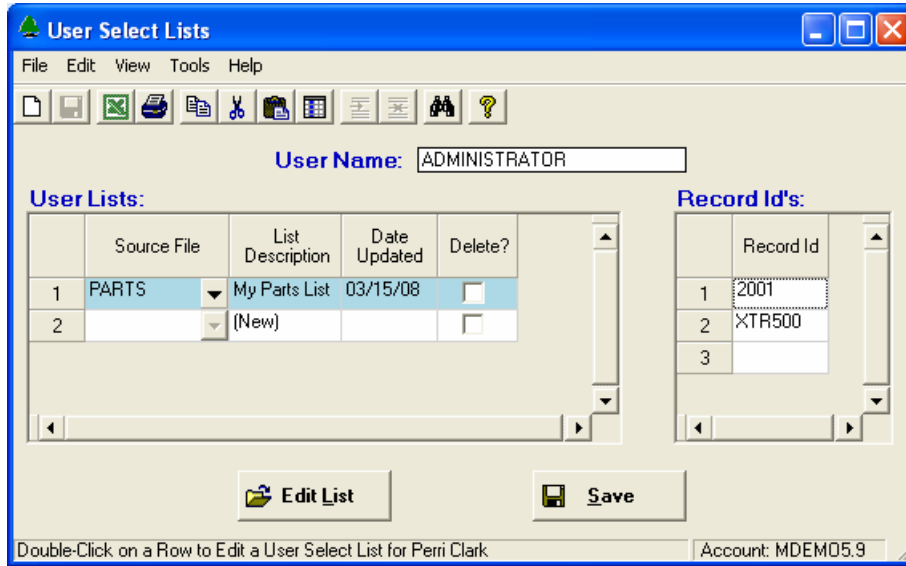 User Select Lists
File Edit View Tools Help
User Name: ADMINISTRATOR
User Lists:
Source File List Description Date Updated Delete?
1 PARTS My Parts List 03/15/08
2 (New)
Record Id's:
Record Id
1 2001
2 XTR500
3
Edit List Save
Double-Click on a Row to Edit a User Select List for Perri Clark Account: MDEMO5.9